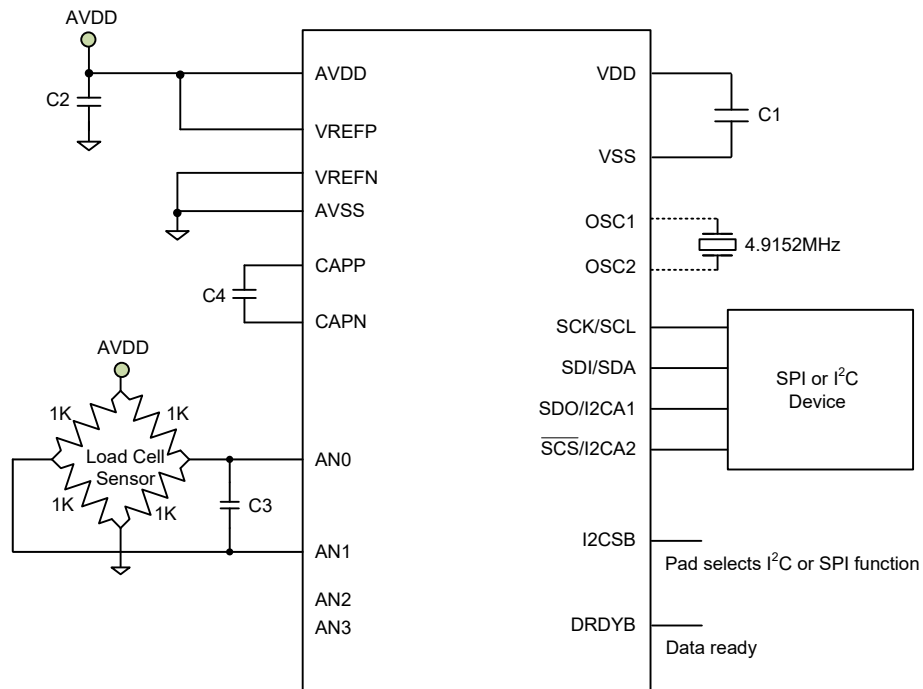 AVDD
C2
AVDD
VREFP
VREFN
AVSS
CAPP
C4
CAPN
AVDD
1K
1K
Load Cell
Sensor
1K
1K
C3
AN0
AN1
AN2
AN3
VDD
C1
VSS
OSC1
4.9152MHz
OSC2
SCK/SCL
SDI/SDA
SDO/I2CA1
SCS/I2CA2
SPI or I²C
Device
I2CSB
Pad selects I²C or SPI function
DRDYB
Data ready